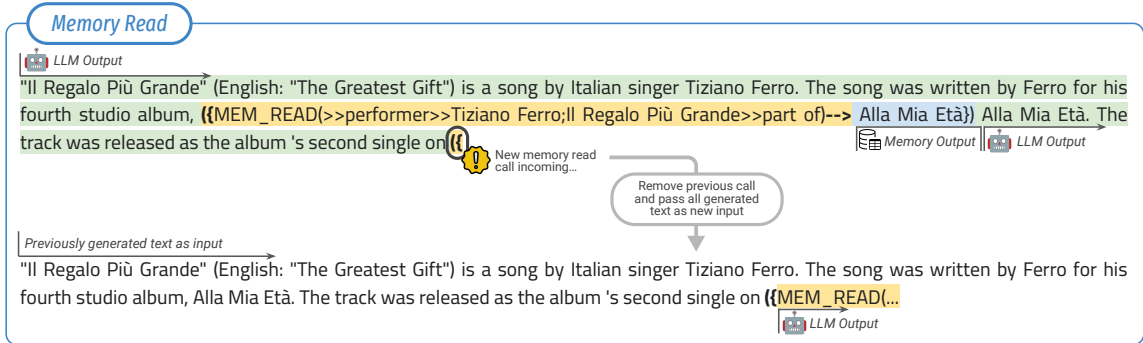 Memory Read
LLM Output
"Il Regalo Più Grande" (English: "The Greatest Gift") is a song by Italian singer Tiziano Ferro. The song was written by Ferro for his
fourth studio album, ({MEM_READ(>>performer>>Tiziano Ferro;Il Regalo Più Grande>>part of)--> Alla Mia Età}) Alla Mia Età. The
track was released as the album 's second single on ({
Memory Output
LLM Output
New memory read
call incoming...
Remove previous call
and pass all generated
text as new input
Previously generated text as input
"Il Regalo Più Grande" (English: "The Greatest Gift") is a song by Italian singer Tiziano Ferro. The song was written by Ferro for his
fourth studio album, Alla Mia Età. The track was released as the album 's second single on ({MEM_READ(...
LLM Output